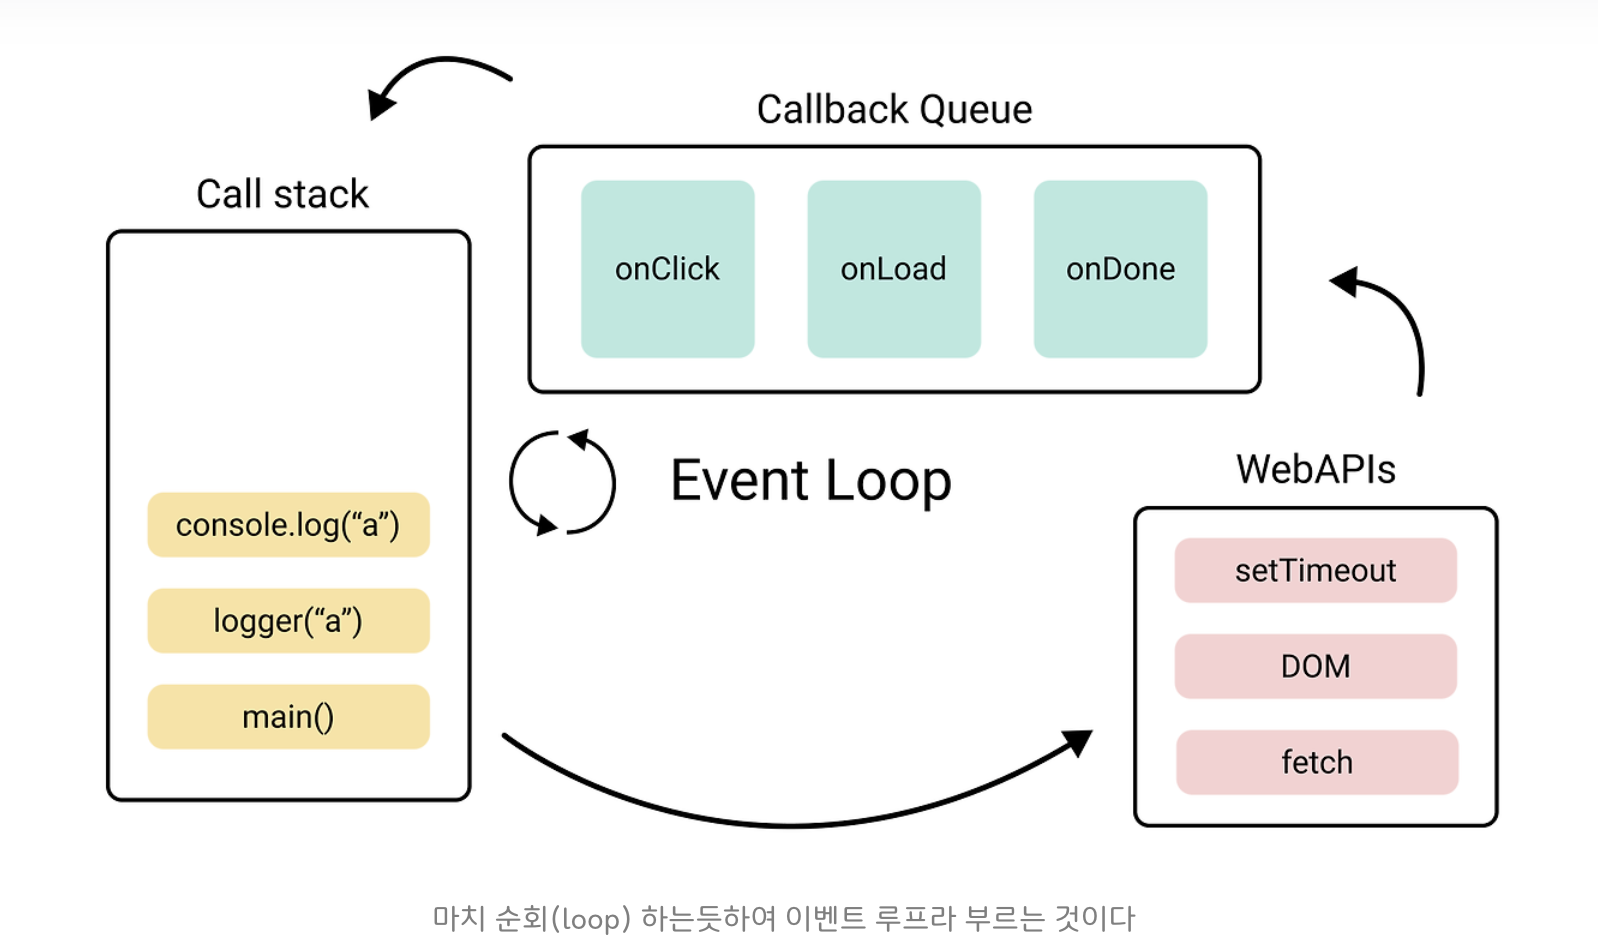 Callback Queue
Call stack
onClick
onLoad
onDone
Event Loop
WebAPIs
console.log(“a”)
logger(“a”)
main()
setTimeout
DOM
fetch
마치 순회(loop) 하는듯하여 이벤트 루프라 부르는 것이다